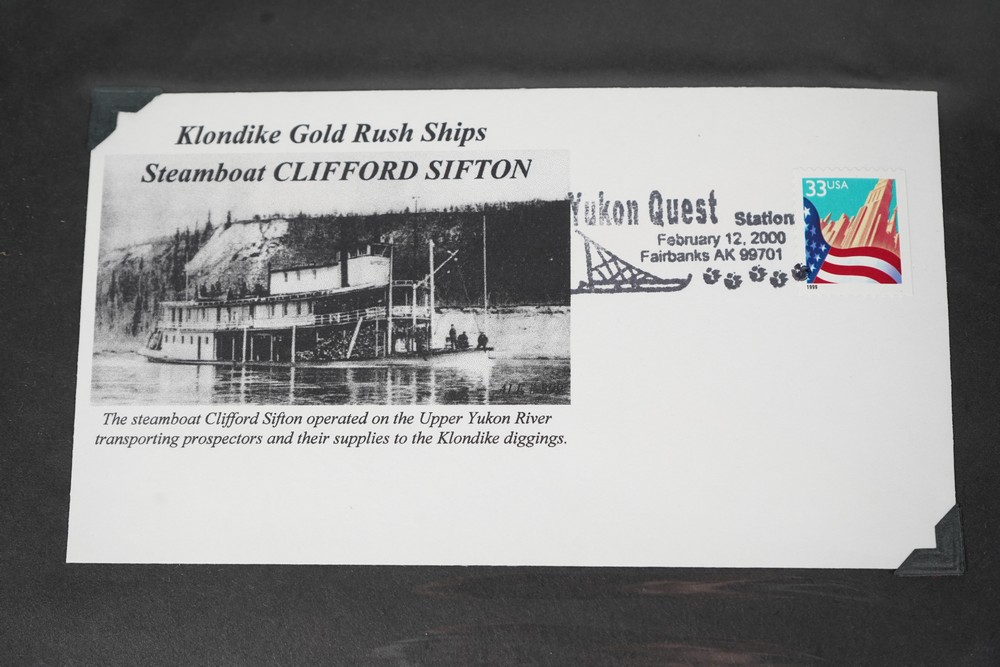 Klondike Gold Rush Ships
Steamboat CLIFFORD SIFTON
Yukon Quest Station
February 12, 2000
Fairbanks AK 99701
33USA
1999
The steamboat Clifford Sifton operated on the Upper Yukon River
transporting prospectors and their supplies to the Klondike diggings.